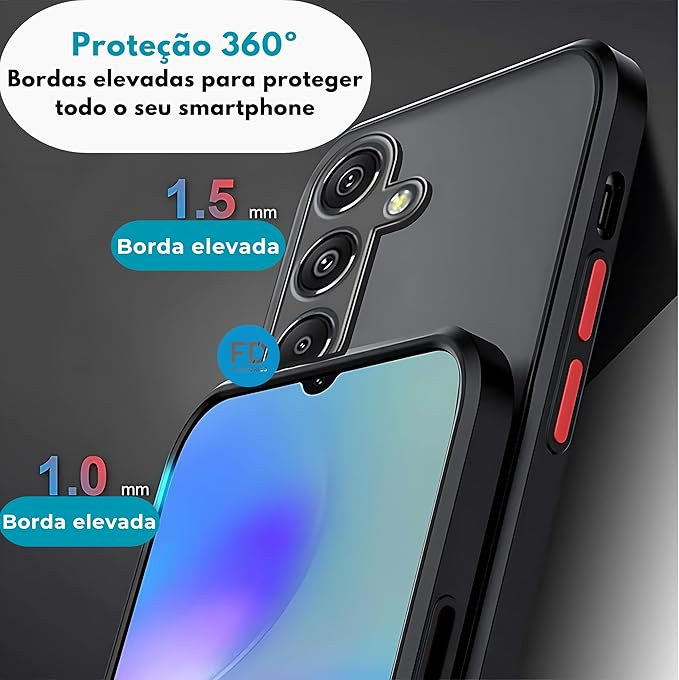 Proteção 360°
Bordas elevadas para proteger
todo o seu smartphone
1.5 mm
Borda elevada
FD
1.0 mm
Borda elevada